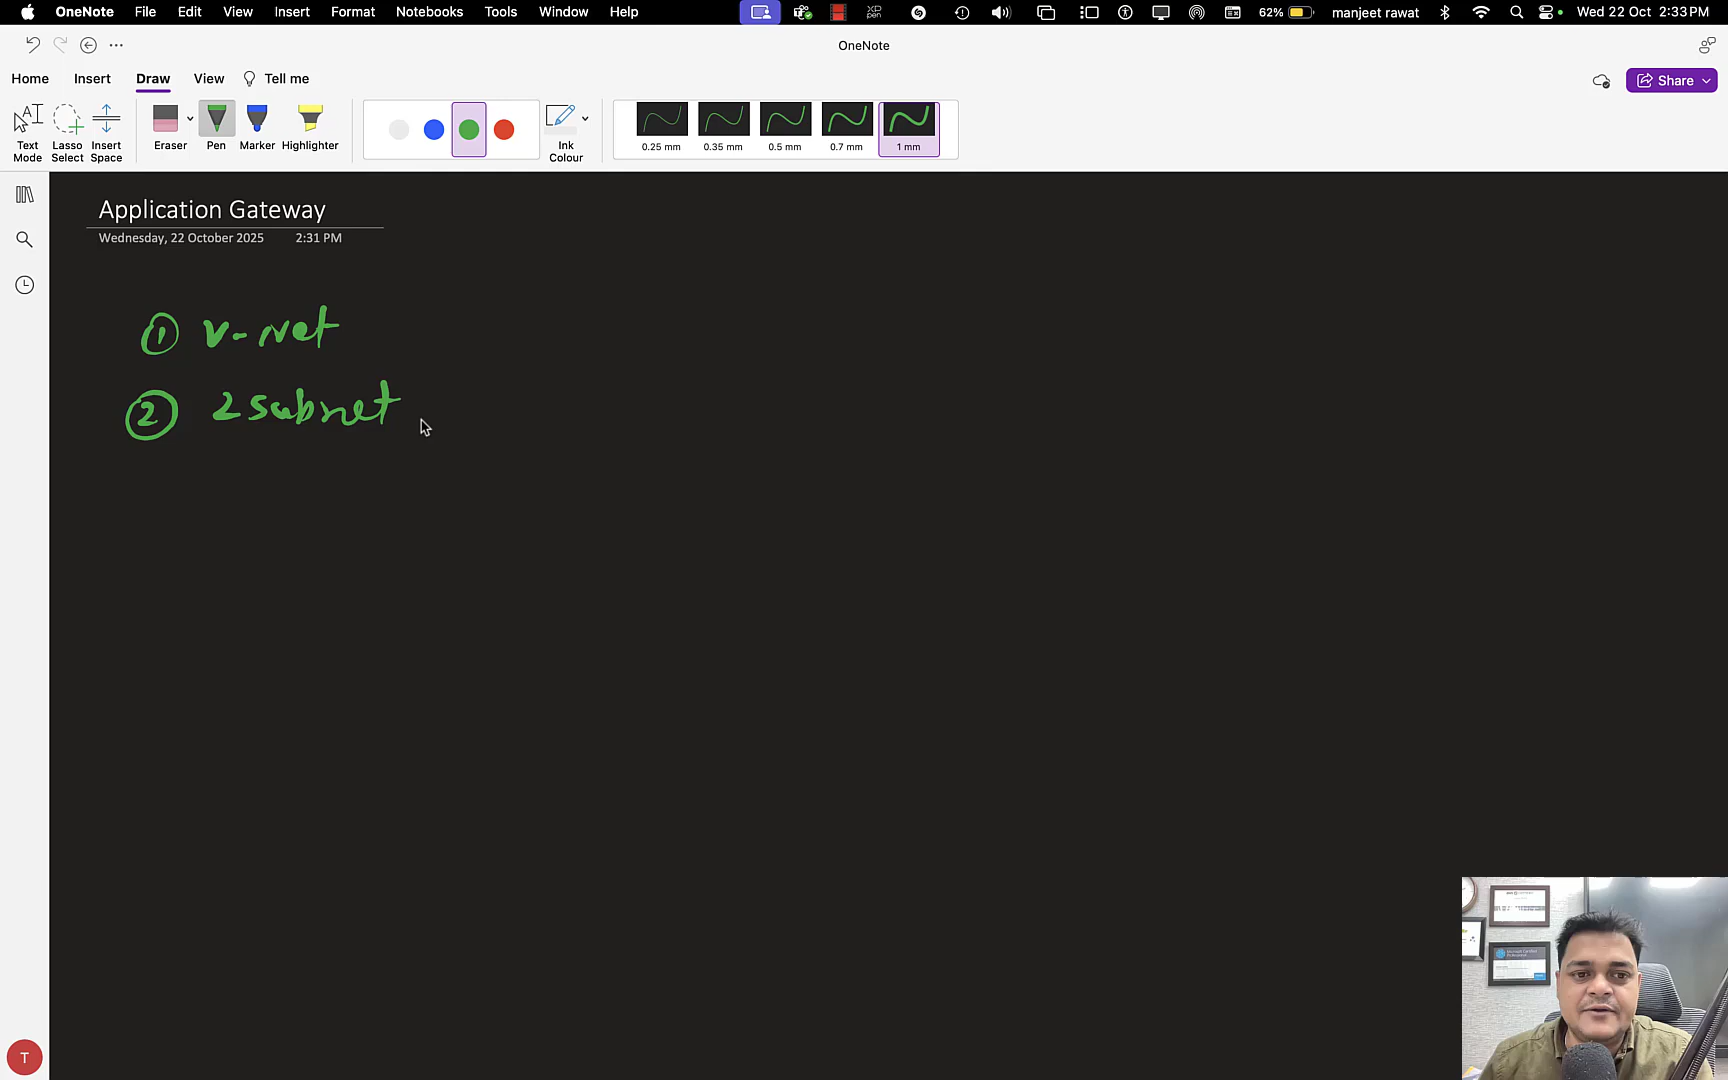 OneNote File Edit View Insert Format Notebooks Tools Window Help XP pen 62% manjeet rawat Wed 22 Oct 2:33 PM
OneNote
Home Insert Draw View Tell me Share
Text Mode Lasso Select Insert Space Eraser Pen Marker Highlighter Ink Colour 0.25 mm 0.35 mm 0.5 mm 0.7 mm 1 mm
Application Gateway
Wednesday, 22 October 2025 2:31 PM
① V-Net
② 2 Subnet
T